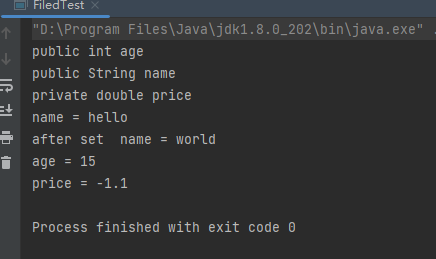 FiledTest
"D:\Program Files\Java\jdk1.8.0_202\bin\java.exe" .
public int age
public String name
private double price
name = hello
after set  name = world
age = 15
price = -1.1
Process finished with exit code 0